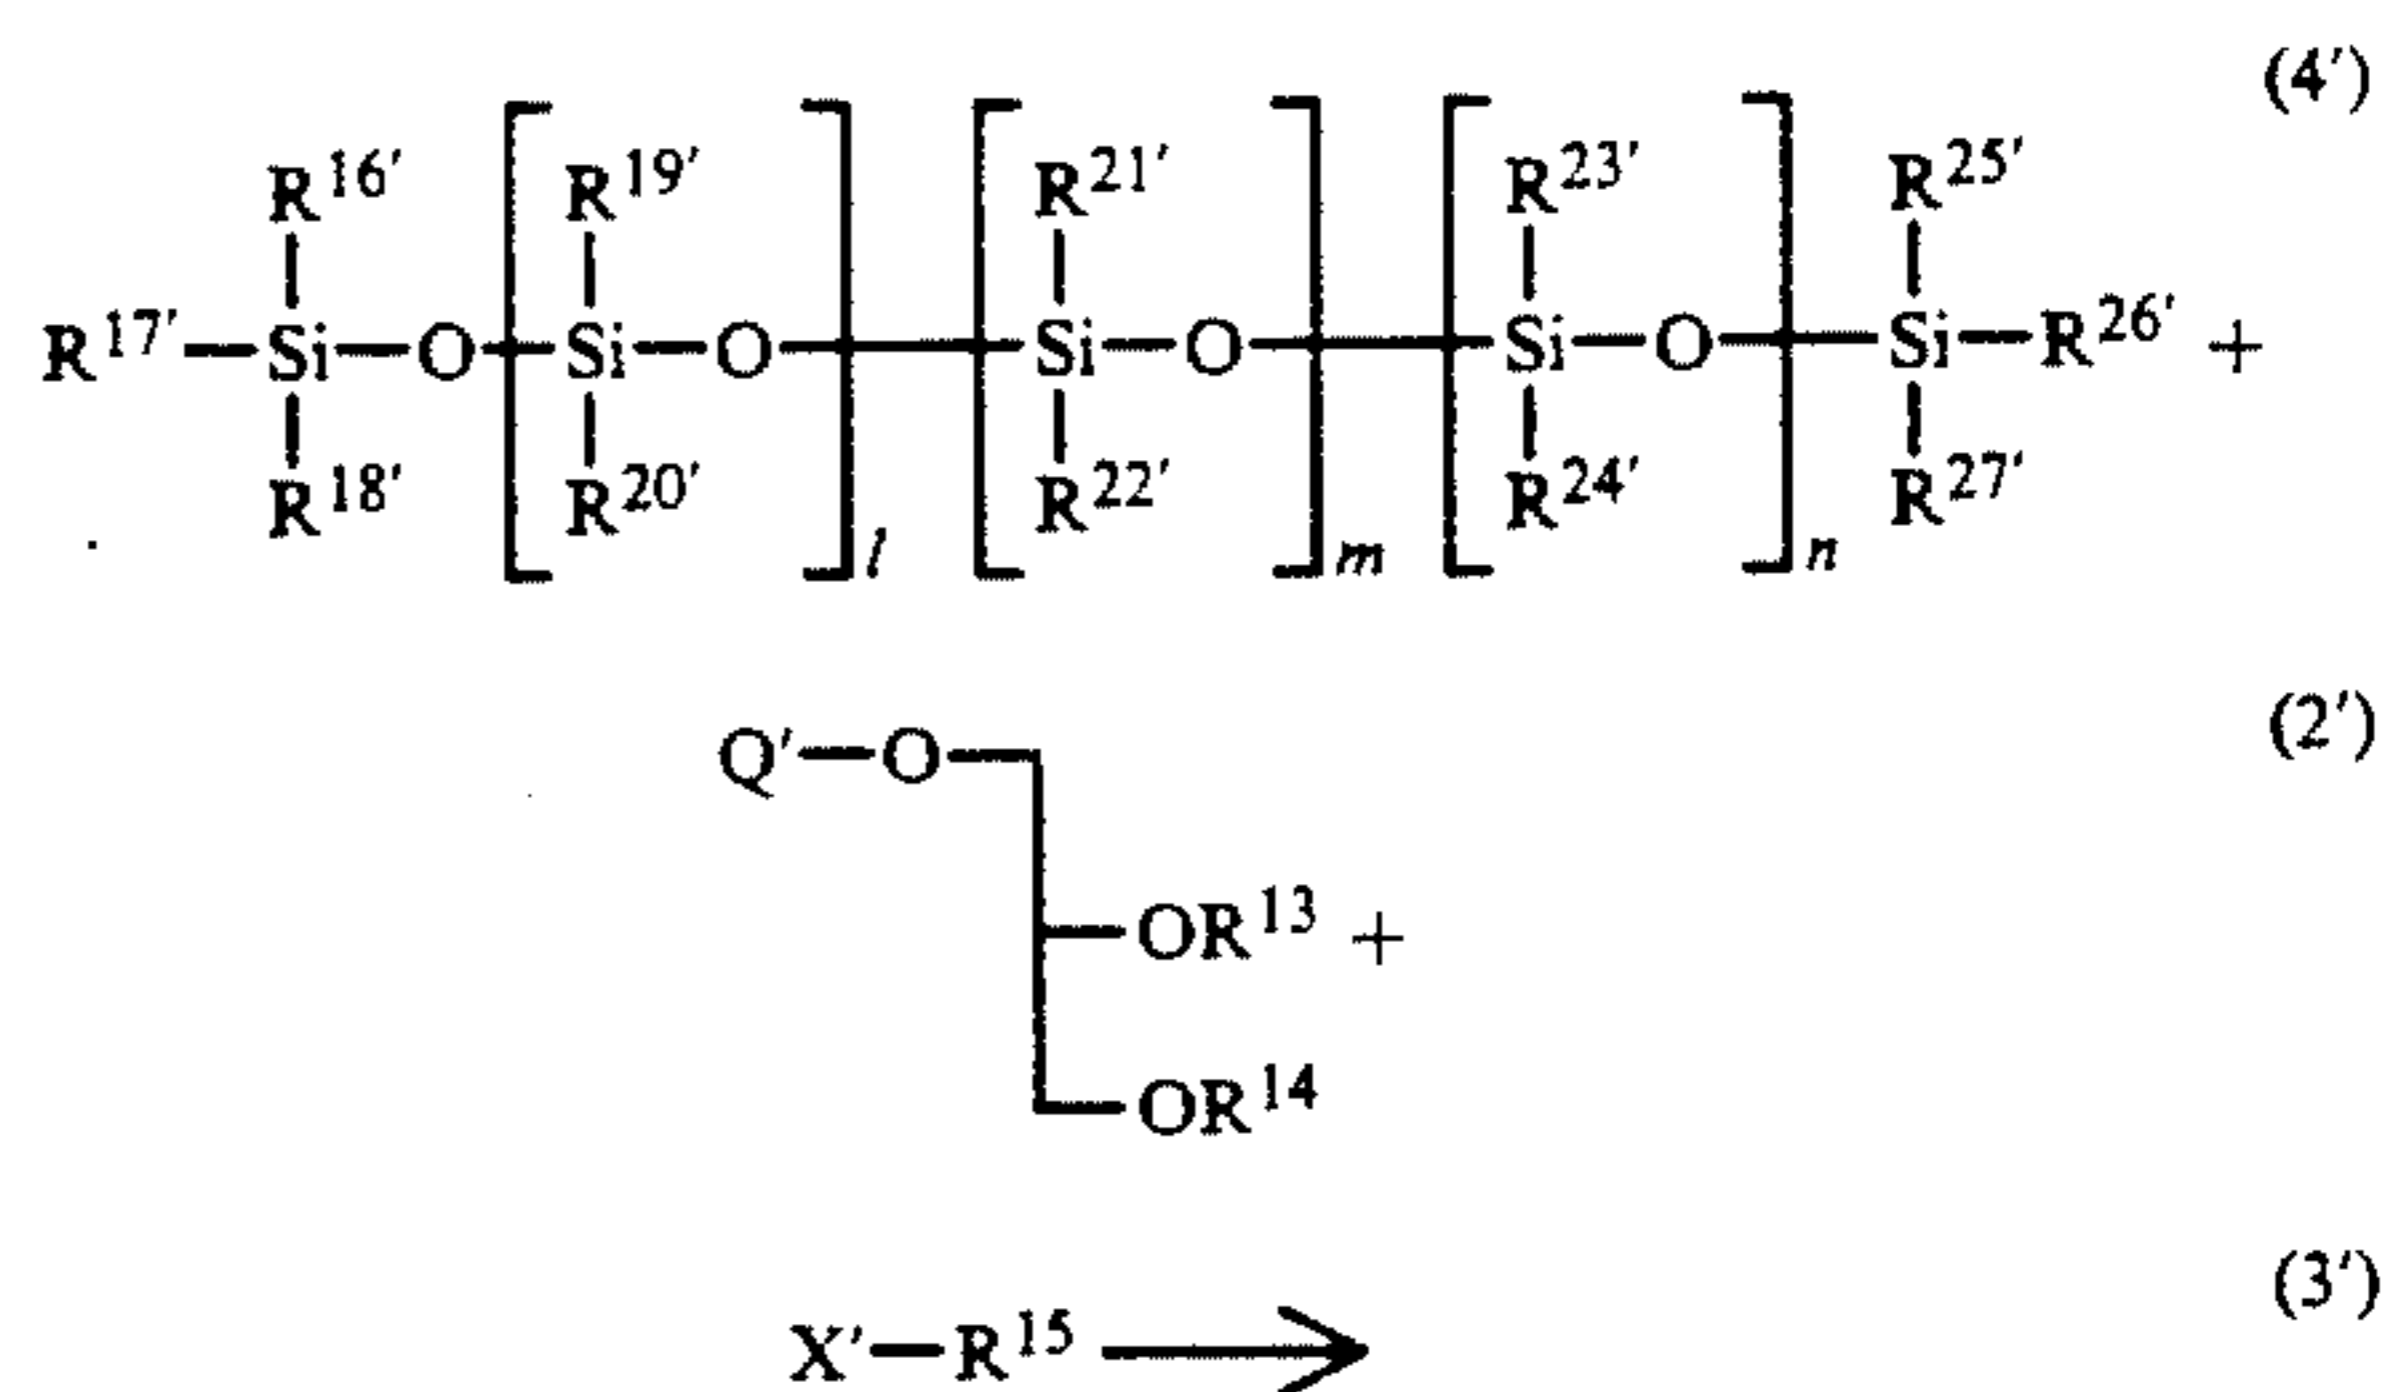 (4′)
R16′ R19′ R21′ R23′ R25′
R17′—Si—O—Si—O—Si—O—Si—O—Si—R26′ +
R18′ R20′ R22′ R24′ R27′
l m n
(2′)
Q′—O
OR13 +
OR14
(3′)
X′—R15 ⟶